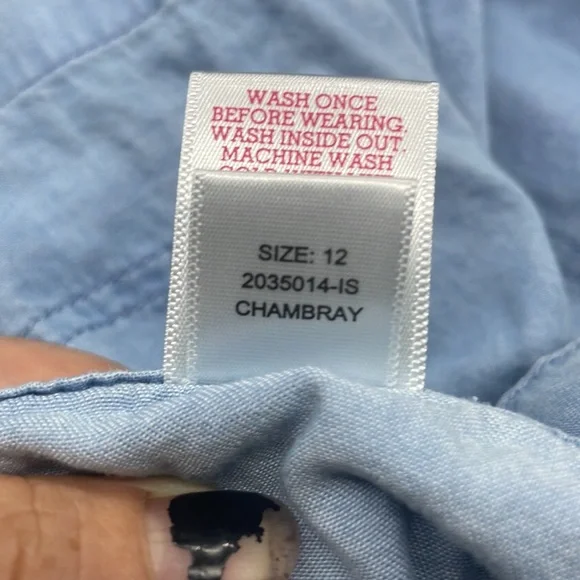 WASH ONCE
BEFORE WEARING.
WASH INSIDE OUT.
MACHINE WASH
SIZE: 12
2035014-IS
CHAMBRAY